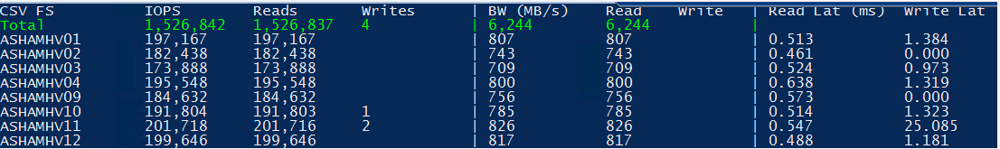 CSV FS IOPS Reads Writes | BW (MB/s) Read Write | Read Lat (ms) Write Lat
Total 1,526,842 1,526,837 4 | 6,244 6,244 |
ASHAMHV01 197,167 197,167 | 807 807 | 0.513 1.384
ASHAMHV02 182,438 182,438 | 743 743 | 0.461 0.000
ASHAMHV03 173,888 173,888 | 709 709 | 0.524 0.973
ASHAMHV04 195,548 195,548 | 800 800 | 0.638 1.319
ASHAMHV09 184,632 184,632 | 756 756 | 0.573 0.000
ASHAMHV10 191,804 191,803 1 | 785 785 | 0.514 1.323
ASHAMHV11 201,718 201,716 2 | 826 826 | 0.547 25.085
ASHAMHV12 199,646 199,646 | 817 817 | 0.488 1.181